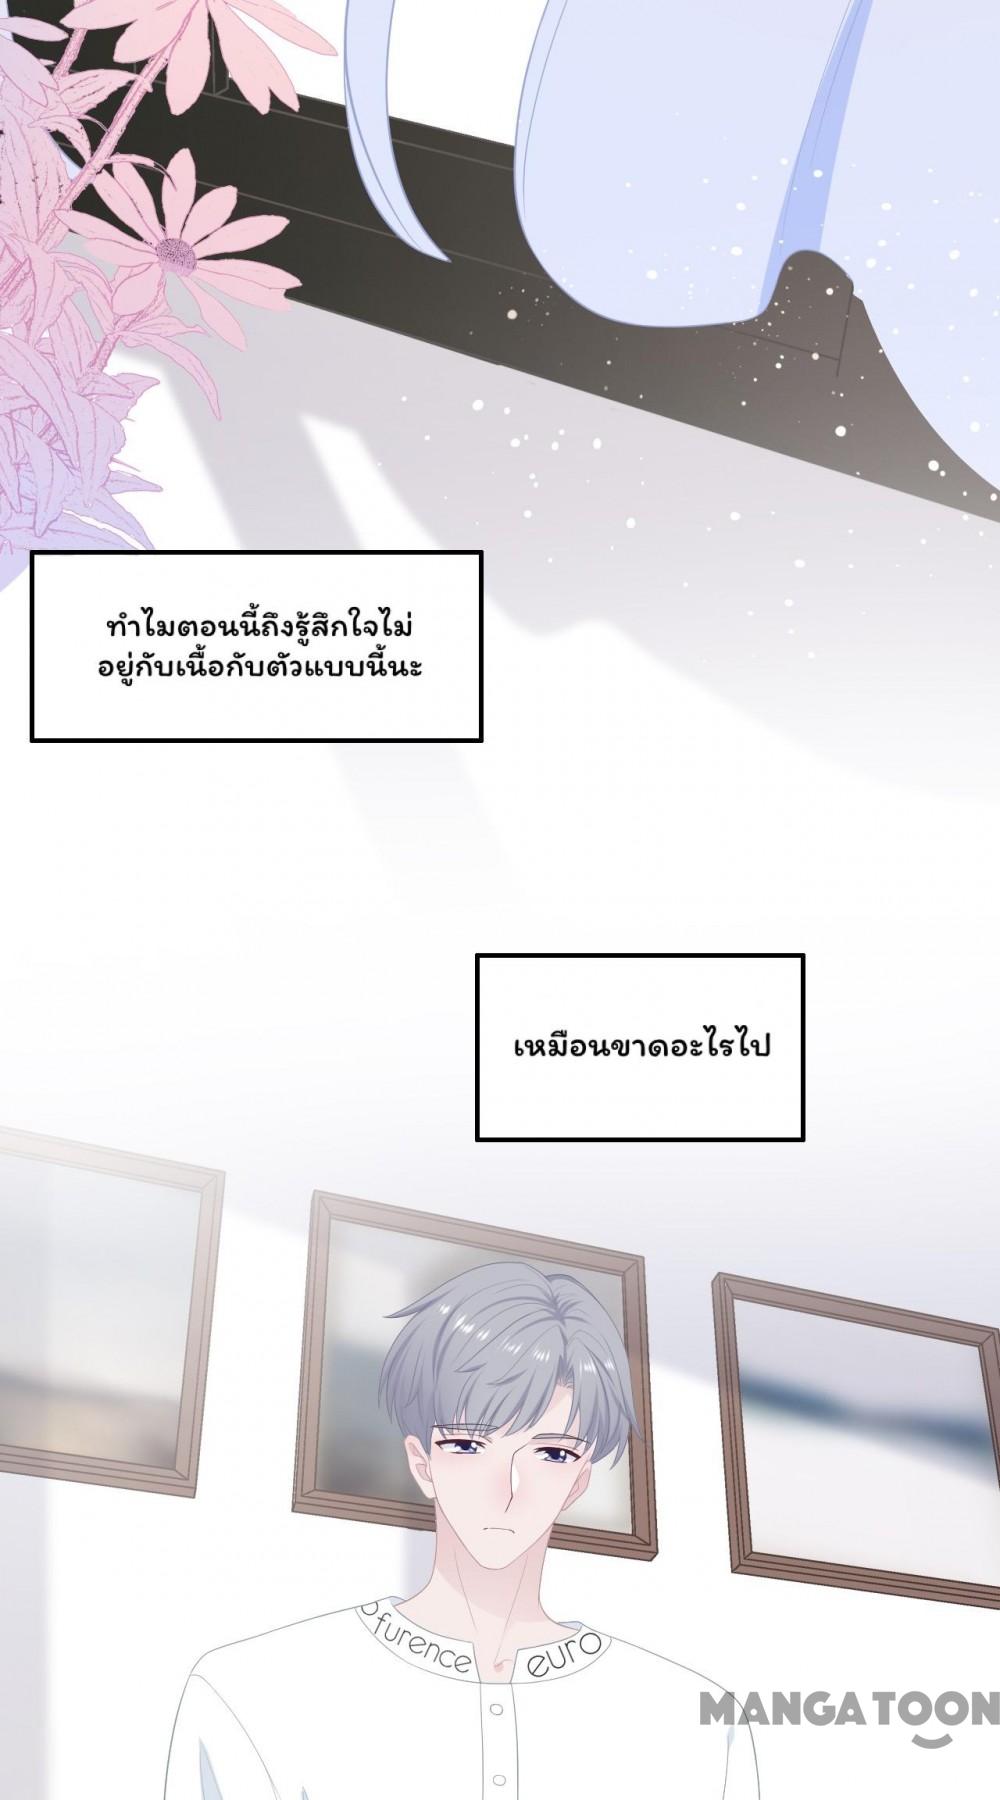 ทำไมตอนนี้ถึงรู้สึกใจไม่
อยู่กับเนื้อกับตัวแบบนี้นะ
เหมือนขาดอะไรไป
ofurence euro
MANGATOON